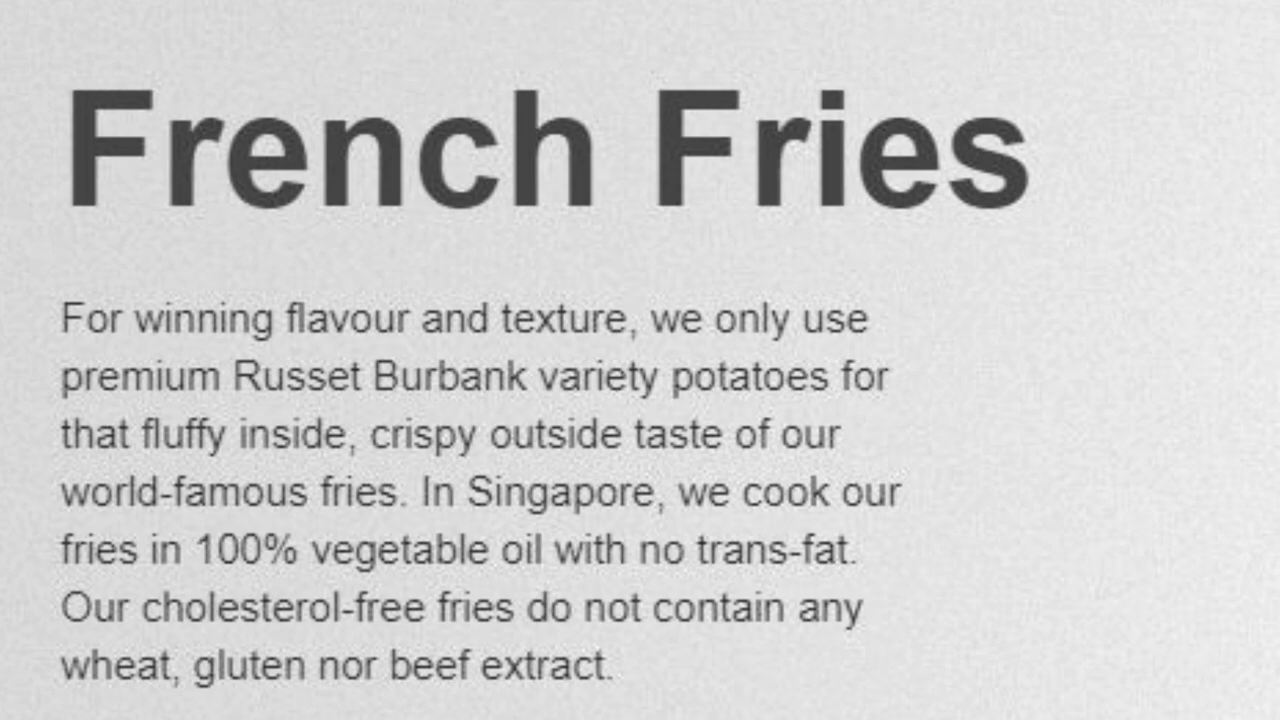 French Fries
For winning flavour and texture, we only use
premium Russet Burbank variety potatoes for
that fluffy inside, crispy outside taste of our
world-famous fries. In Singapore, we cook our
fries in 100% vegetable oil with no trans-fat.
Our cholesterol-free fries do not contain any
wheat, gluten nor beef extract.